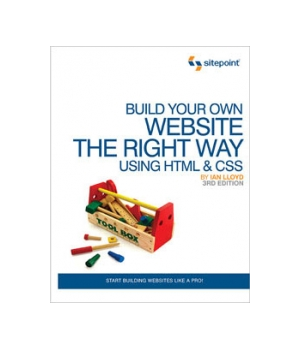 sitepoint
BUILD YOUR OWN
WEBSITE
THE RIGHT WAY
USING HTML & CSS
BY IAN LLOYD
3RD EDITION
TOOL BOX
START BUILDING WEBSITES LIKE A PRO!